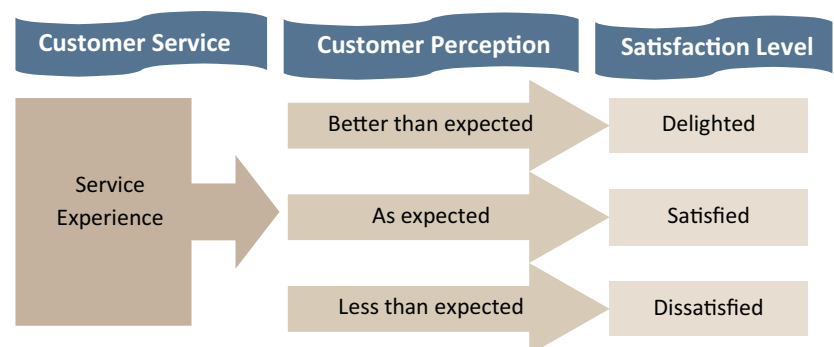 Customer Service
Customer Perception
Satisfaction Level
Service
Experience
Better than expected
Delighted
As expected
Satisfied
Less than expected
Dissatisfied